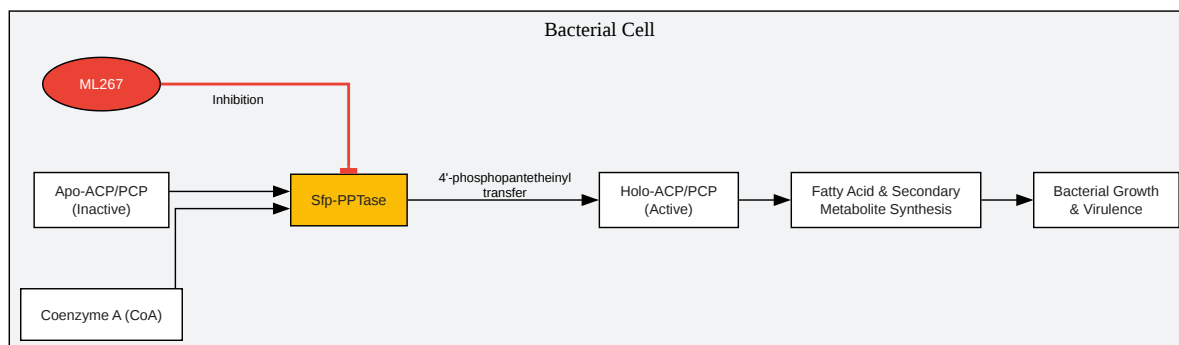 Bacterial Cell
ML267
Inhibition
Apo-ACP/PCP
(Inactive)
Sfp-PPTase
4'-phosphopantetheinyl
transfer
Holo-ACP/PCP
(Active)
Fatty Acid & Secondary
Metabolite Synthesis
Bacterial Growth
& Virulence
Coenzyme A (CoA)